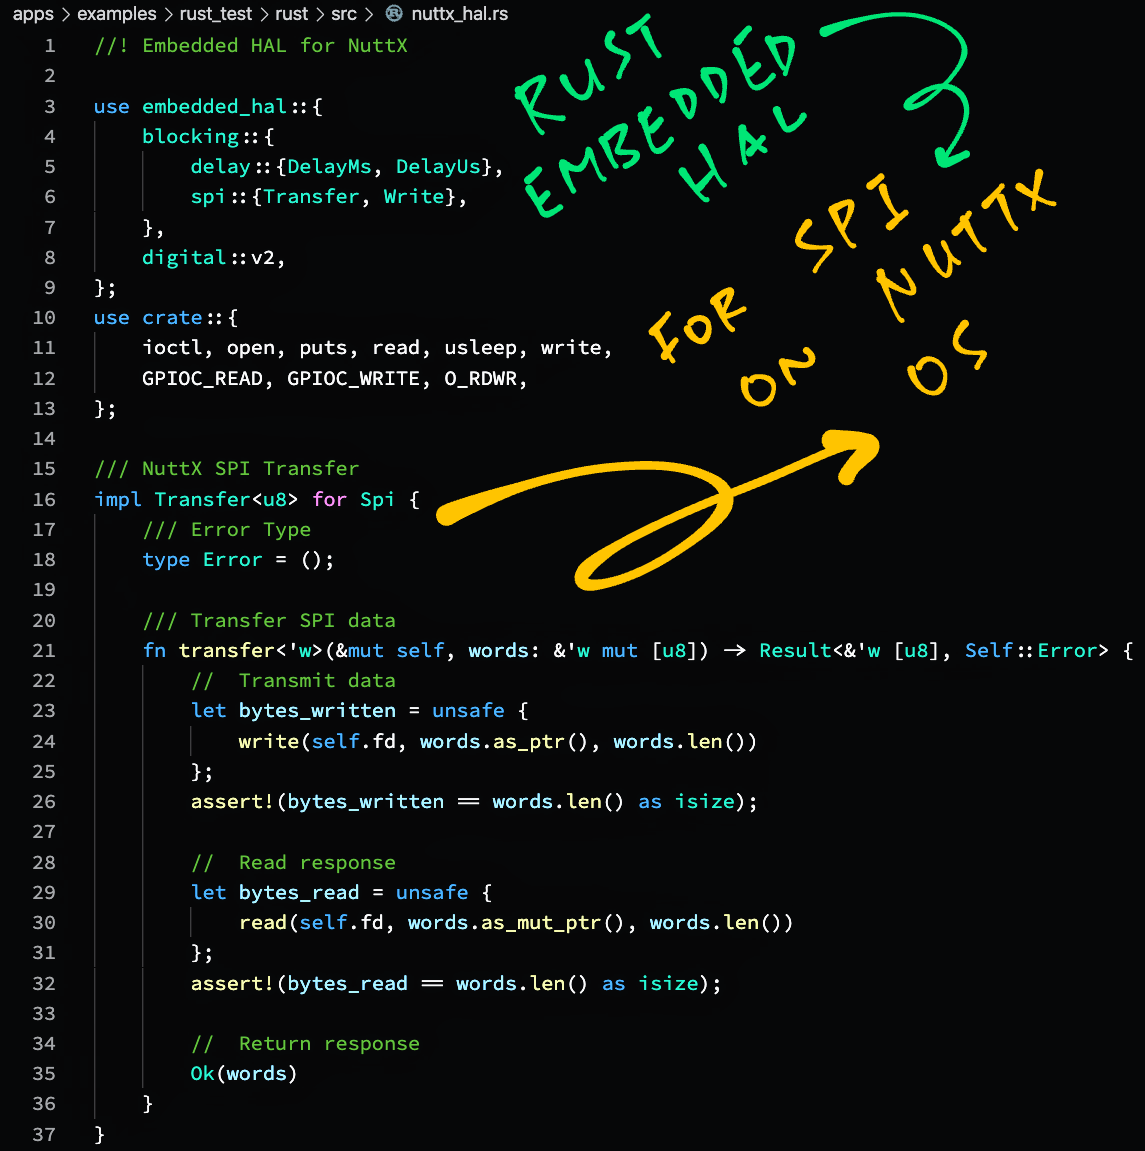 apps > examples > rust_test > rust > src > nuttx_hal.rs
1 //! Embedded HAL for NuttX
2
3 use embedded_hal::{
4     blocking::{
5         delay::{DelayMs, DelayUs},
6         spi::{Transfer, Write},
7     },
8     digital::v2,
9 };
10 use crate::{
11     ioctl, open, puts, read, usleep, write,
12     GPIOC_READ, GPIOC_WRITE, O_RDWR,
13 };
14
15 /// NuttX SPI Transfer
16 impl Transfer<u8> for Spi {
17     /// Error Type
18     type Error = ();
19
20     /// Transfer SPI data
21     fn transfer<'w>(&mut self, words: &'w mut [u8]) -> Result<&'w [u8], Self::Error> {
22         //  Transmit data
23         let bytes_written = unsafe {
24             write(self.fd, words.as_ptr(), words.len())
25         };
26         assert!(bytes_written == words.len() as isize);
27
28         //  Read response
29         let bytes_read = unsafe {
30             read(self.fd, words.as_mut_ptr(), words.len())
31         };
32         assert!(bytes_read == words.len() as isize);
33
34         //  Return response
35         Ok(words)
36     }
37 }
RUST
EMBEDDED
HAL
FOR SPI
ON NUTTX
OS